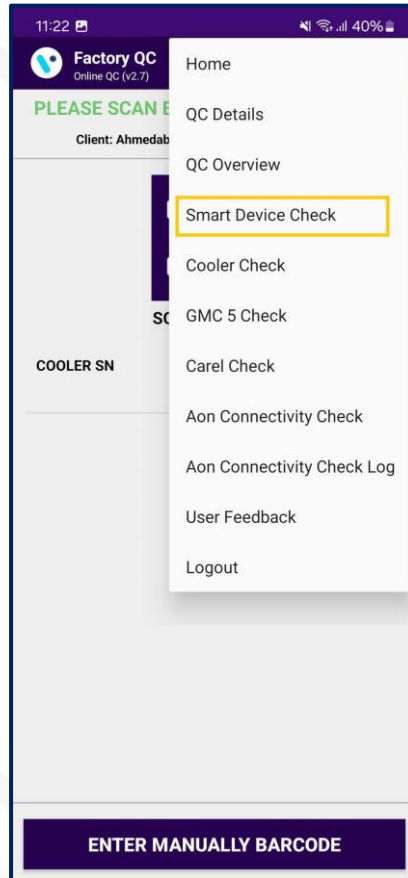 11:22 40%
Factory QC
Online QC (v2.7)
PLEASE SCAN
Client: Ahmedab
Home
QC Details
QC Overview
Smart Device Check
Cooler Check
GMC 5 Check
Carel Check
Aon Connectivity Check
Aon Connectivity Check Log
User Feedback
Logout
COOLER SN
ENTER MANUALLY BARCODE